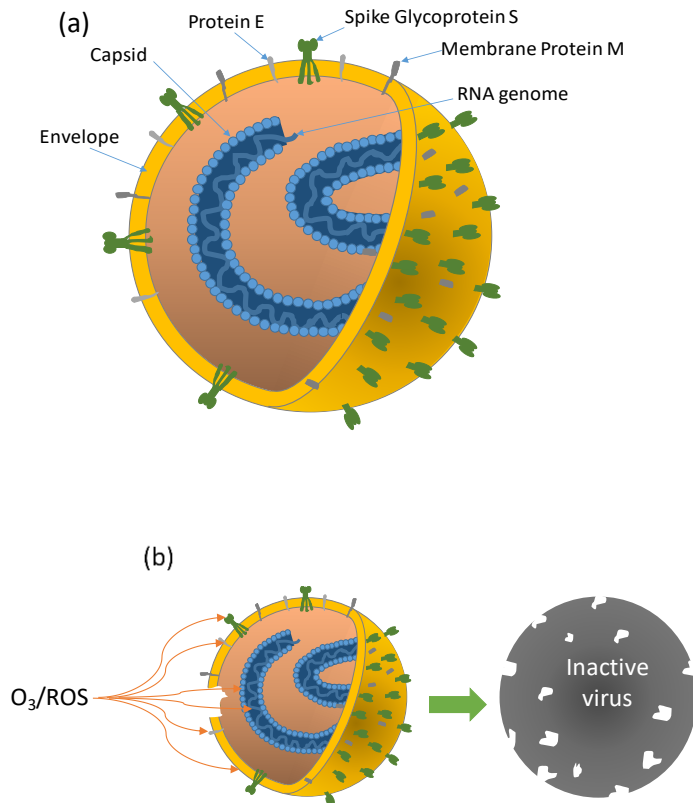 (a)
Protein E
Spike Glycoprotein S
Capsid
Membrane Protein M
RNA genome
Envelope
(b)
O₃/ROS
Inactive
virus